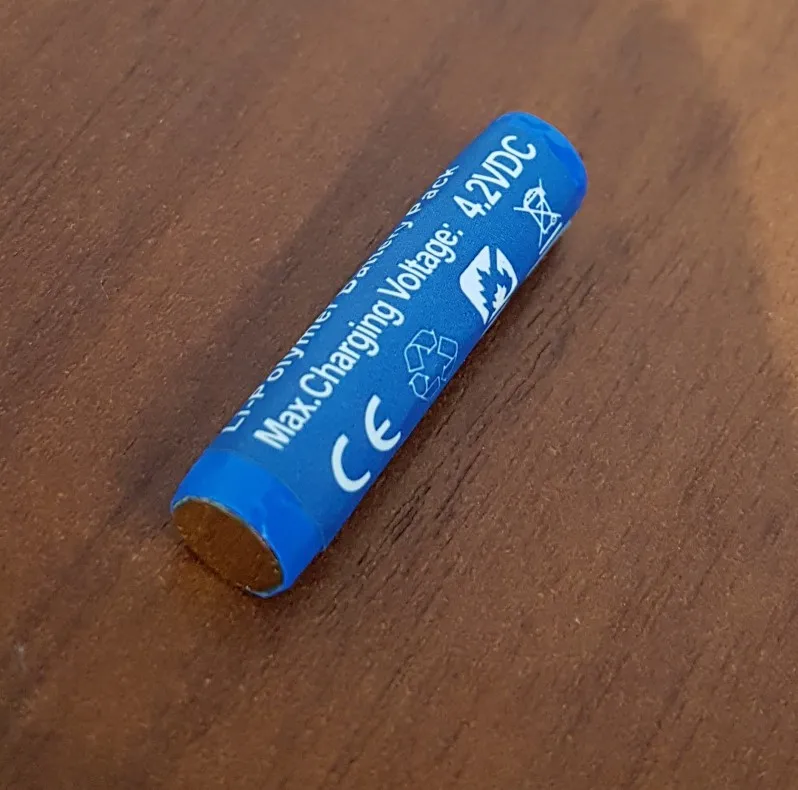 Li-Polymer Battery Pack
Max.Charging Voltage: 4.2VDC
CE